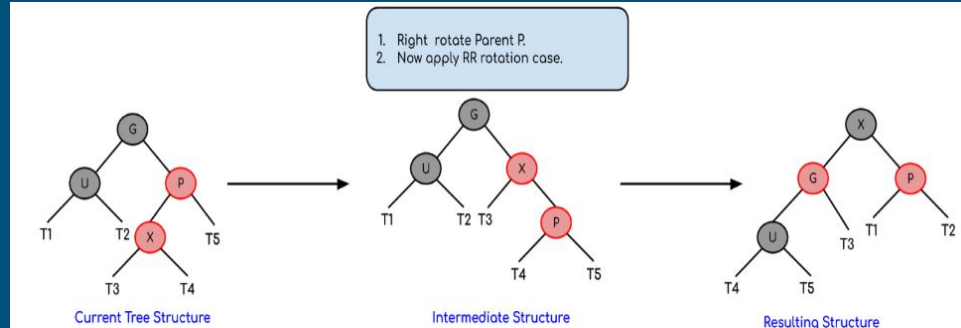 1. Right rotate Parent P.
2. Now apply RR rotation case.
G
U
P
T1
T2
X
T5
T3
T4
Current Tree Structure
G
U
X
T1
T2
T3
P
T4
T5
Intermediate Structure
X
G
P
U
T3
T1
T2
T4
T5
Resulting Structure